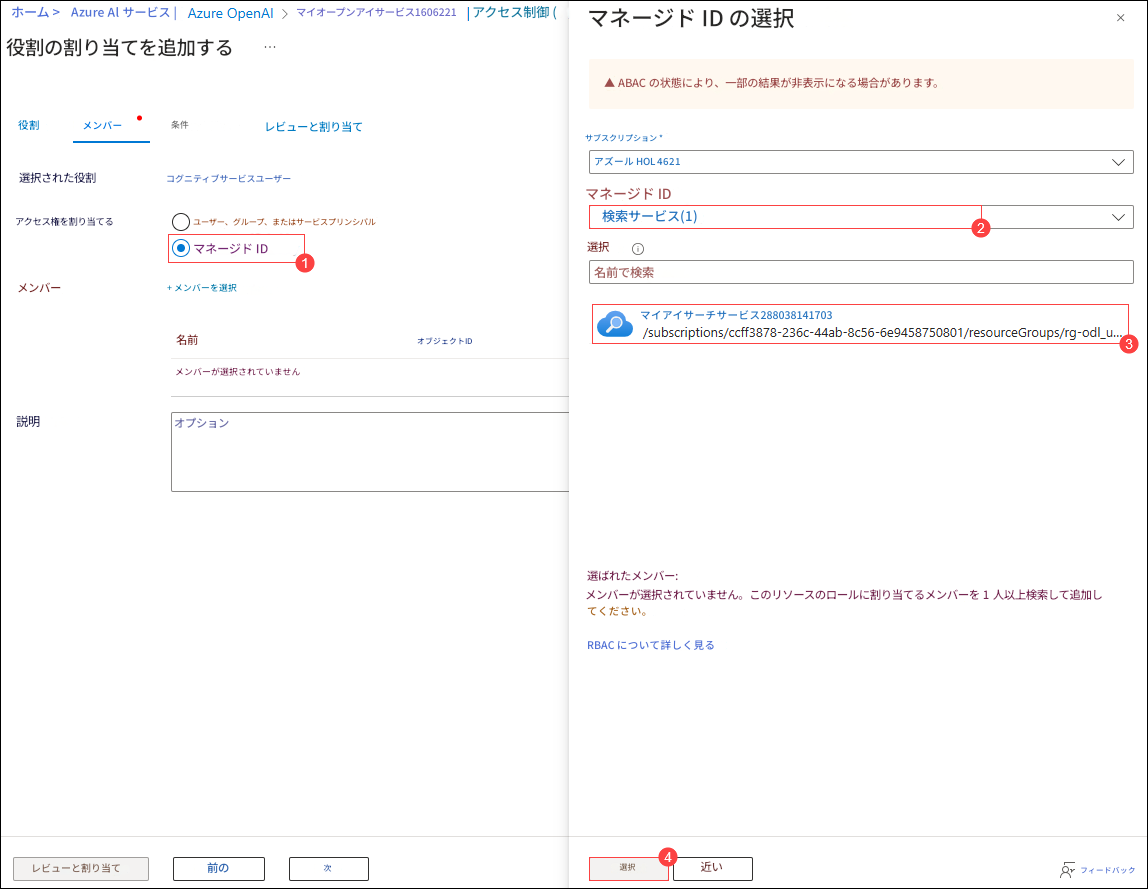 ホーム > Azure AI サービス | Azure OpenAI > マイオープンアイサービス1606221 | アクセス制御 (
役割の割り当てを追加する ...
役割 メンバー 条件 レビューと割り当て
選択された役割 コグニティブサービスユーザー
アクセス権を割り当てる ユーザー、グループ、またはサービスプリンシパル
マネージド ID
1
メンバー + メンバーを選択
名前 オブジェクトID
メンバーが選択されていません
説明 オプション
レビューと割り当て 前の 次
マネージド ID の選択 ×
▲ ABAC の状態により、一部の結果が非表示になる場合があります。
サブスクリプション *
アズール HOL 4621
マネージド ID
検索サービス(1)
2
選択
名前で検索
マイアイサーチサービス288038141703
/subscriptions/ccff3878-236c-44ab-8c56-6e9458750801/resourceGroups/rg-odl_u...
3
選ばれたメンバー:
メンバーが選択されていません。このリソースのロールに割り当てるメンバーを 1 人以上検索して追加し
てください。
RBAC について詳しく見る
選択 4 近い フィードバック